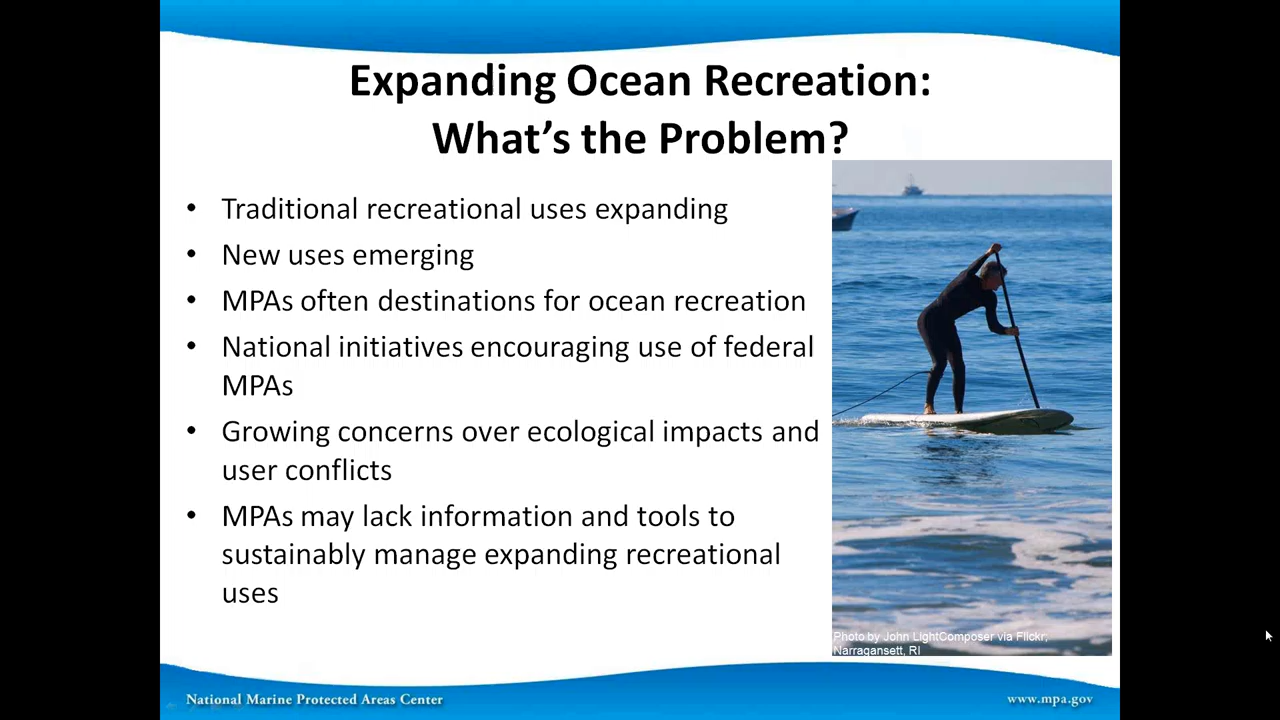 Expanding Ocean Recreation:
What's the Problem?
• Traditional recreational uses expanding
• New uses emerging
• MPAs often destinations for ocean recreation
• National initiatives encouraging use of federal
MPAs
• Growing concerns over ecological impacts and
user conflicts
• MPAs may lack information and tools to
sustainably manage expanding recreational
uses
Photo by John LightComposer via Flickr;
Narragansett, RI
National Marine Protected Areas Center
www.mpa.gov